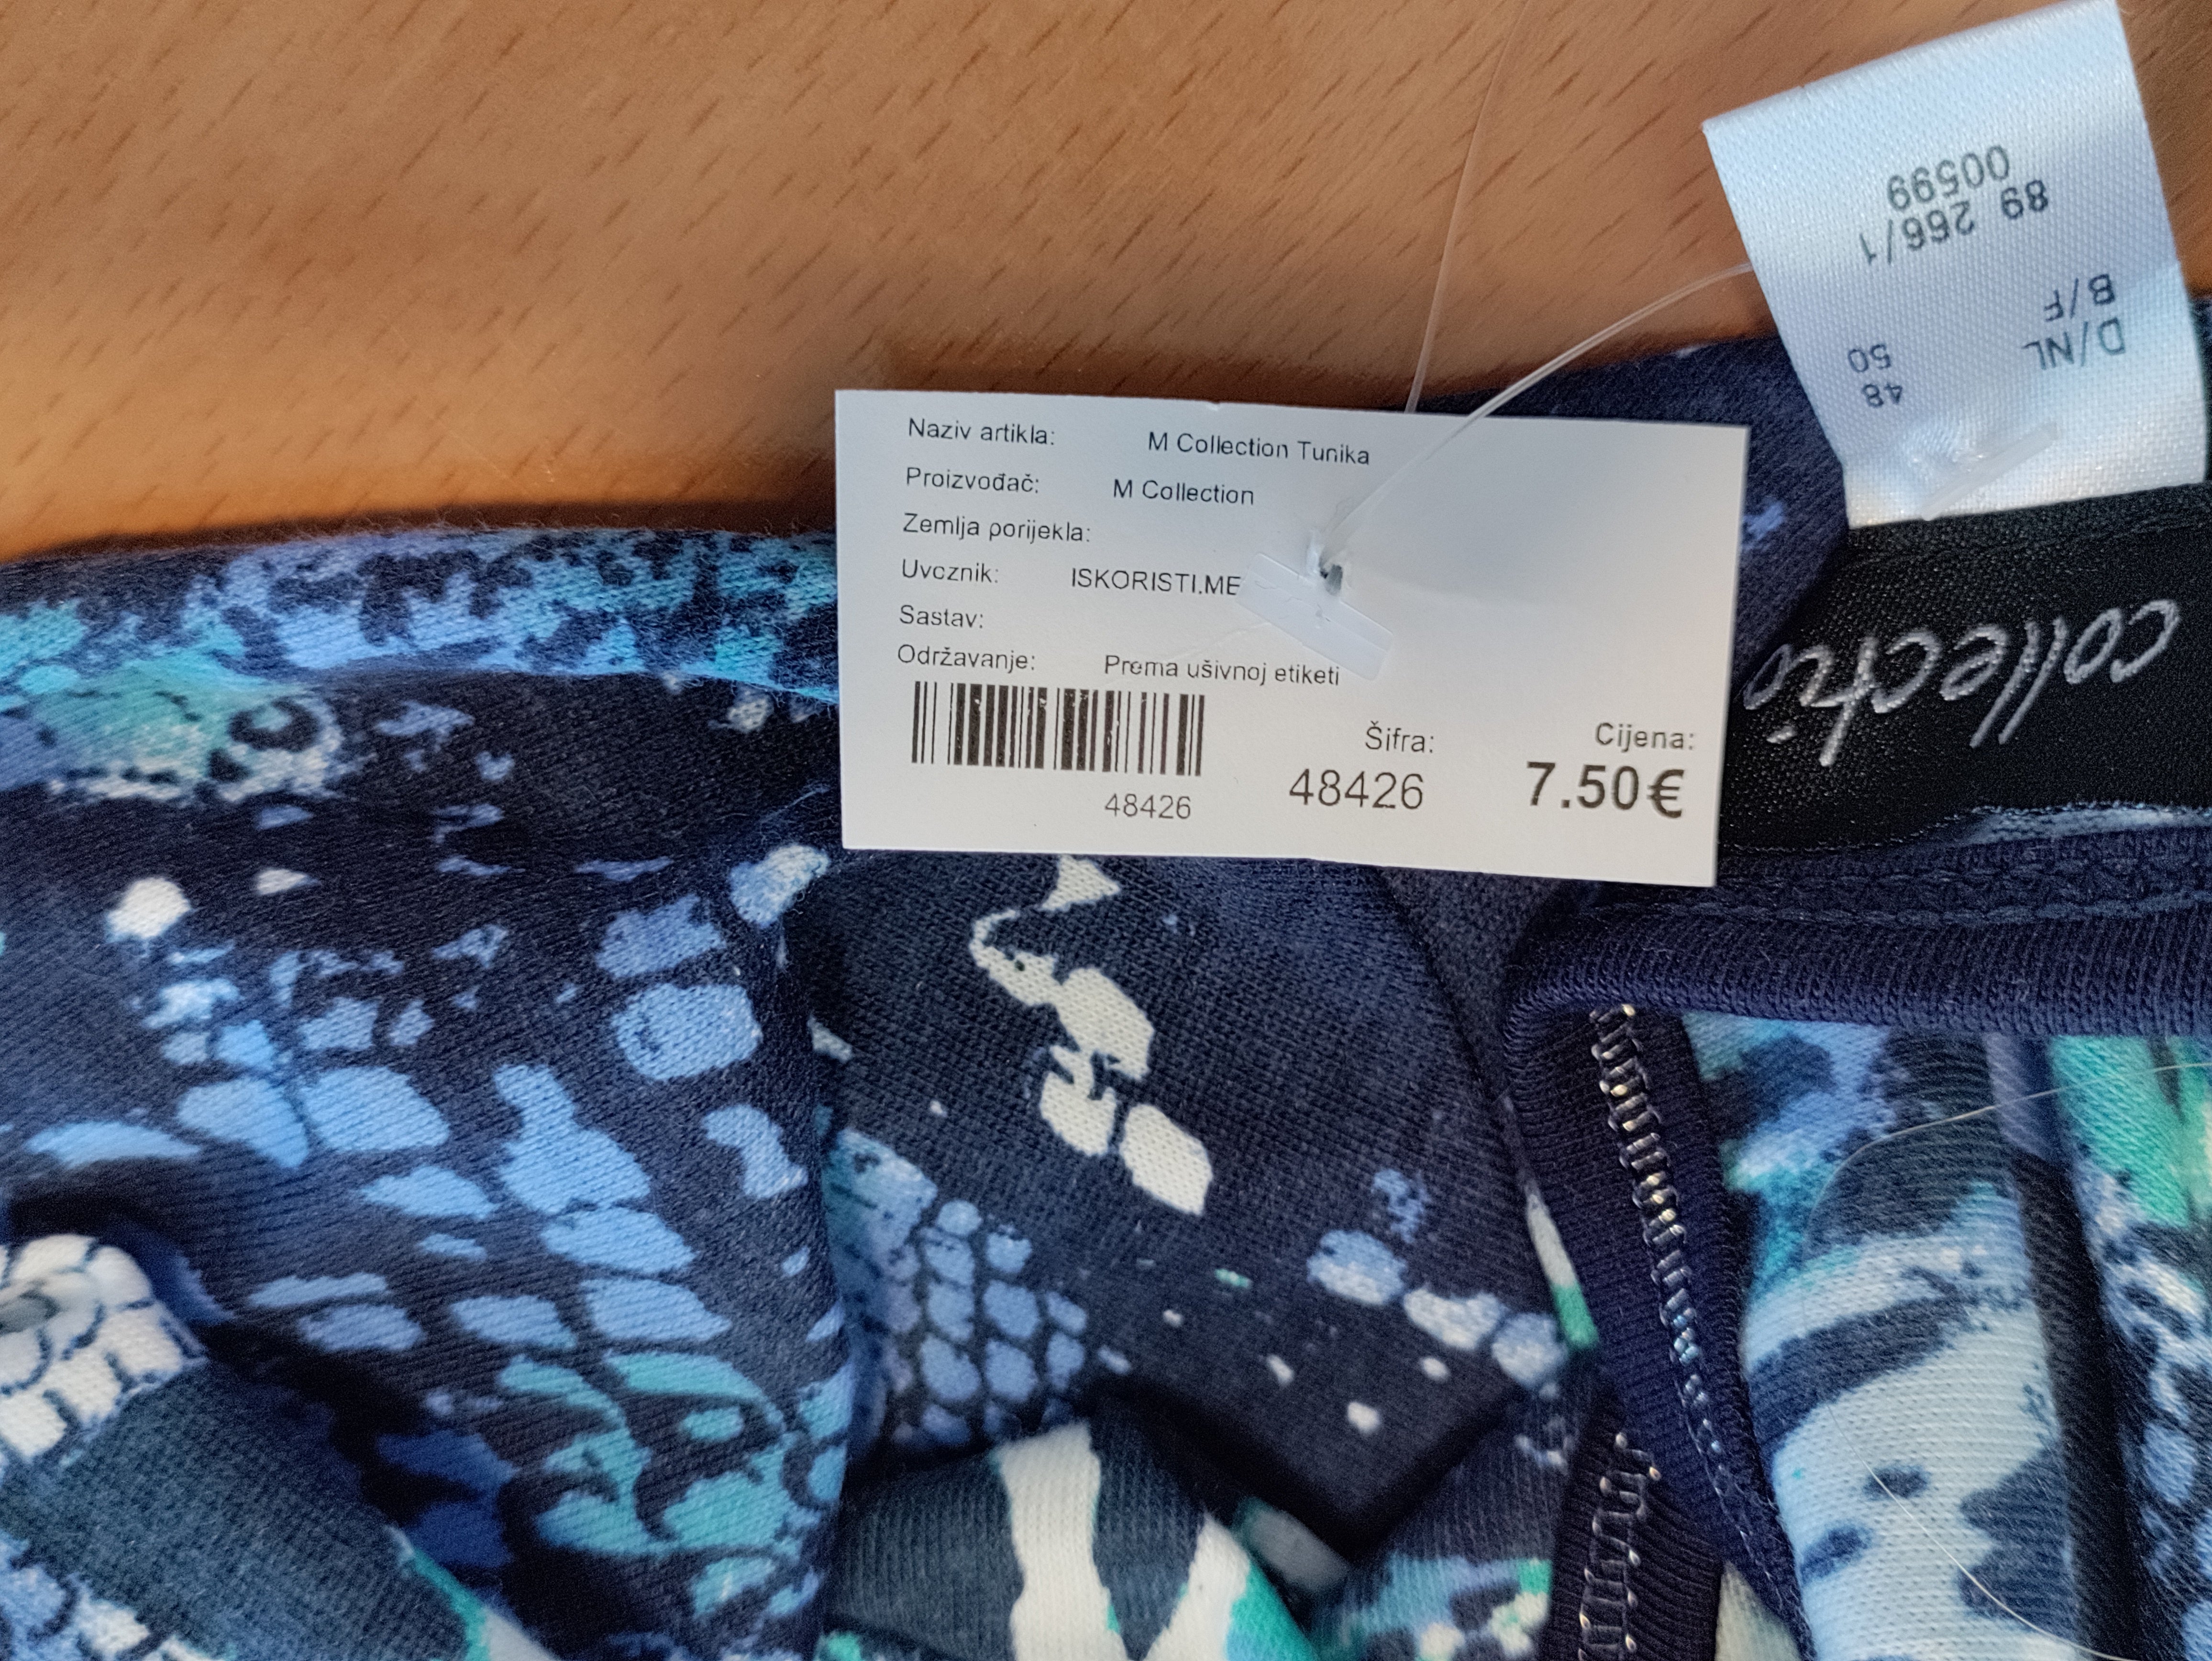 Naziv artikla: M Collection Tunika
Proizvođač: M Collection
Zemlja porijekla:
Uvoznik: ISKORISTI.ME
Sastav:
Održavanje: Prema ušivnoj etiketi
48426
Šifra:
48426
Cijena:
7.50€
D/NL 48
B/F 50
89 266/1
00599
collectio